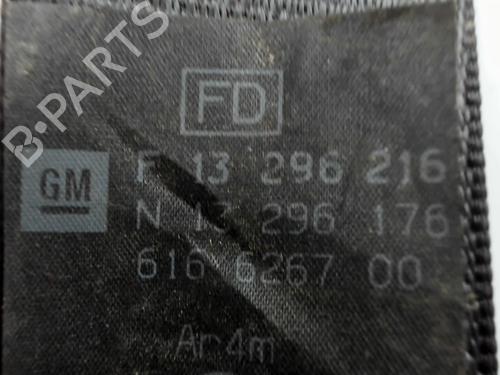 FD
GM
F 13 296 216
N 13 296 176
616 6267 00
Ar4m
B-PARTS